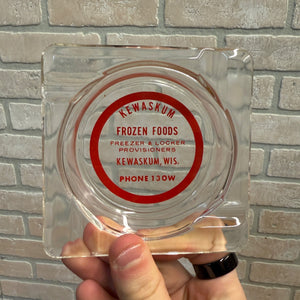 KEWASKUM
FROZEN FOODS
FREEZER & LOCKER
PROVISIONERS
KEWASKUM, WIS.
PHONE 130W